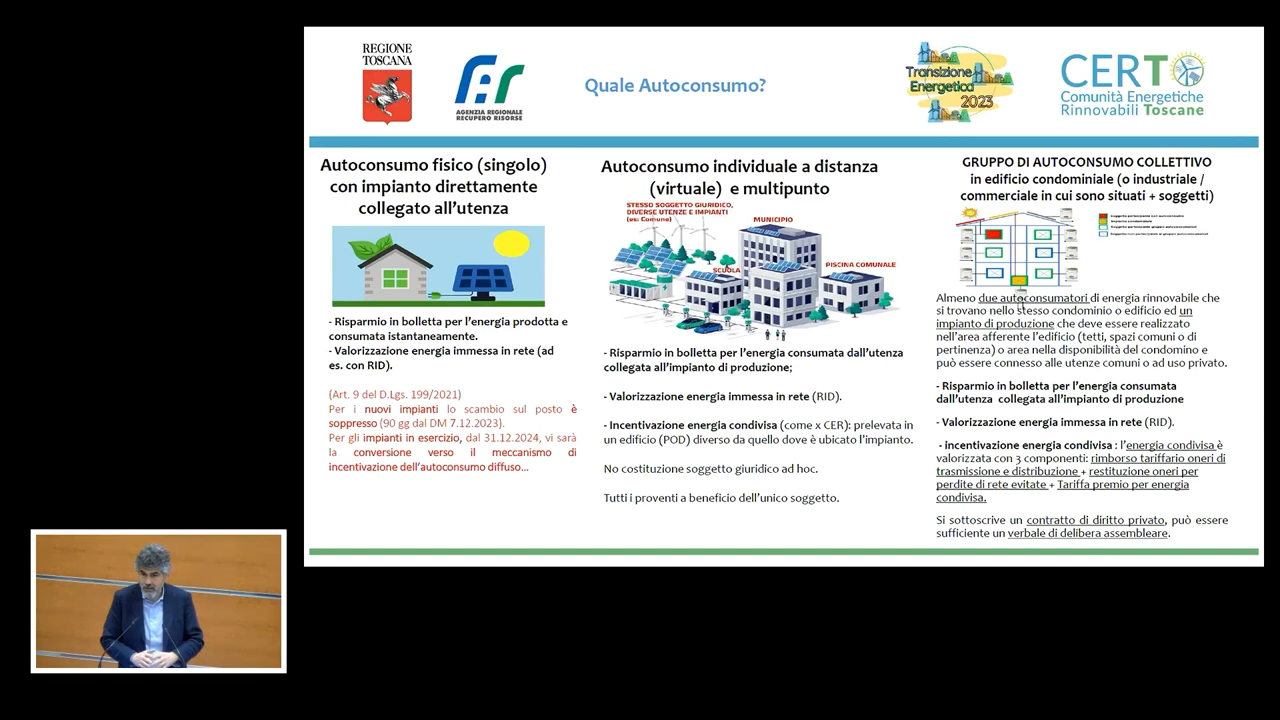 REGIONE
TOSCANA
AGENZIA REGIONALE
RECUPERO RISORSE
Quale Autoconsumo?
Transizione
Energetica
2023
CERT
Comunità Energetiche
Rinnovabili Toscane
Autoconsumo fisico (singolo)
con impianto direttamente
collegato all'utenza
- Risparmio in bolletta per l'energia prodotta e
consumata istantaneamente.
- Valorizzazione energia immessa in rete (ad
es. con RID).
(Art. 9 del D.Lgs. 199/2021)
Per i nuovi impianti lo scambio sul posto è
soppresso (90 gg dal DM 7.12.2023).
Per gli impianti in esercizio, dal 31.12.2024, vi sarà
la conversione verso il meccanismo di
incentivazione dell'autoconsumo diffuso...
Autoconsumo individuale a distanza
(virtuale) e multipunto
STESSO SOGGETTO GIURIDICO,
DIVERSE UTENZE E IMPIANTI
(es: Comune)
MUNICIPIO
SCUOLA
PISCINA COMUNALE
- Risparmio in bolletta per l'energia consumata dall'utenza
collegata all'impianto di produzione;
- Valorizzazione energia immessa in rete (RID).
- Incentivazione energia condivisa (come x CER): prelevata in
un edificio (POD) diverso da quello dove è ubicato l'impianto.
No costituzione soggetto giuridico ad hoc.
Tutti i proventi a beneficio dell'unico soggetto.
GRUPPO DI AUTOCONSUMO COLLETTIVO
in edificio condominiale (o industriale /
commerciale in cui sono situati + soggetti)
Almeno due autoconsumatori di energia rinnovabile che
si trovano nello stesso condominio o edificio ed un
impianto di produzione che deve essere realizzato
nell'area afferente l'edificio (tetti, spazi comuni o di
pertinenza) o area nella disponibilità del condomino e
può essere connesso alle utenze comuni o ad uso privato.
- Risparmio in bolletta per l'energia consumata
dall'utenza collegata all'impianto di produzione
- Valorizzazione energia immessa in rete (RID).
- incentivazione energia condivisa : l'energia condivisa è
valorizzata con 3 componenti: rimborso tariffario oneri di
trasmissione e distribuzione + restituzione oneri per
perdite di rete evitate + Tariffa premio per energia
condivisa.
Si sottoscrive un contratto di diritto privato, può essere
sufficiente un verbale di delibera assembleare.